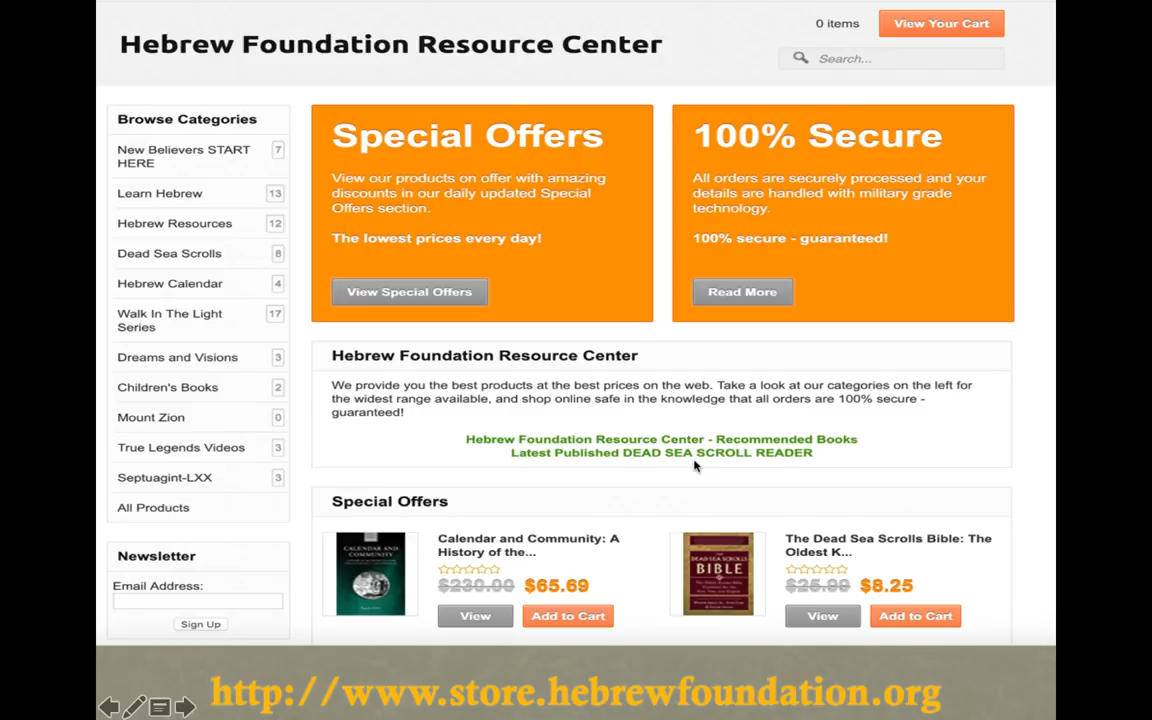 Hebrew Foundation Resource Center
0 items
View Your Cart
Search...
Browse Categories
New Believers START
HERE
7
Learn Hebrew
13
Hebrew Resources
12
Dead Sea Scrolls
Hebrew Calendar
4
Walk In The Light
Series
17
Dreams and Visions
3
Children's Books
2
Mount Zion
0
True Legends Videos
3
Septuagint-LXX
3
All Products
Newsletter
Email Address:
Sign Up
Special Offers
View our products on offer with amazing
discounts in our daily updated Special
Offers section.
The lowest prices every day!
View Special Offers
100% Secure
All orders are securely processed and your
details are handled with military grade
technology.
100% secure - guaranteed!
Read More
Hebrew Foundation Resource Center
We provide you the best products at the best prices on the web. Take a look at our categories on the left for
the widest range available, and shop online safe in the knowledge that all orders are 100% secure -
guaranteed!
Hebrew Foundation Resource Center - Recommended Books
Latest Published DEAD SEA SCROLL READER
Special Offers
CALENDAR AND
COMMUNITY
Calendar and Community: A
History of the...
$230.00 $65.69
View
Add to Cart
THE
DEAD SEA SCROLLS
BIBLE
The Dead Sea Scrolls Bible: The
Oldest K...
$25.99 $8.25
View
Add to Cart
http://www.store.hebrewfoundation.org